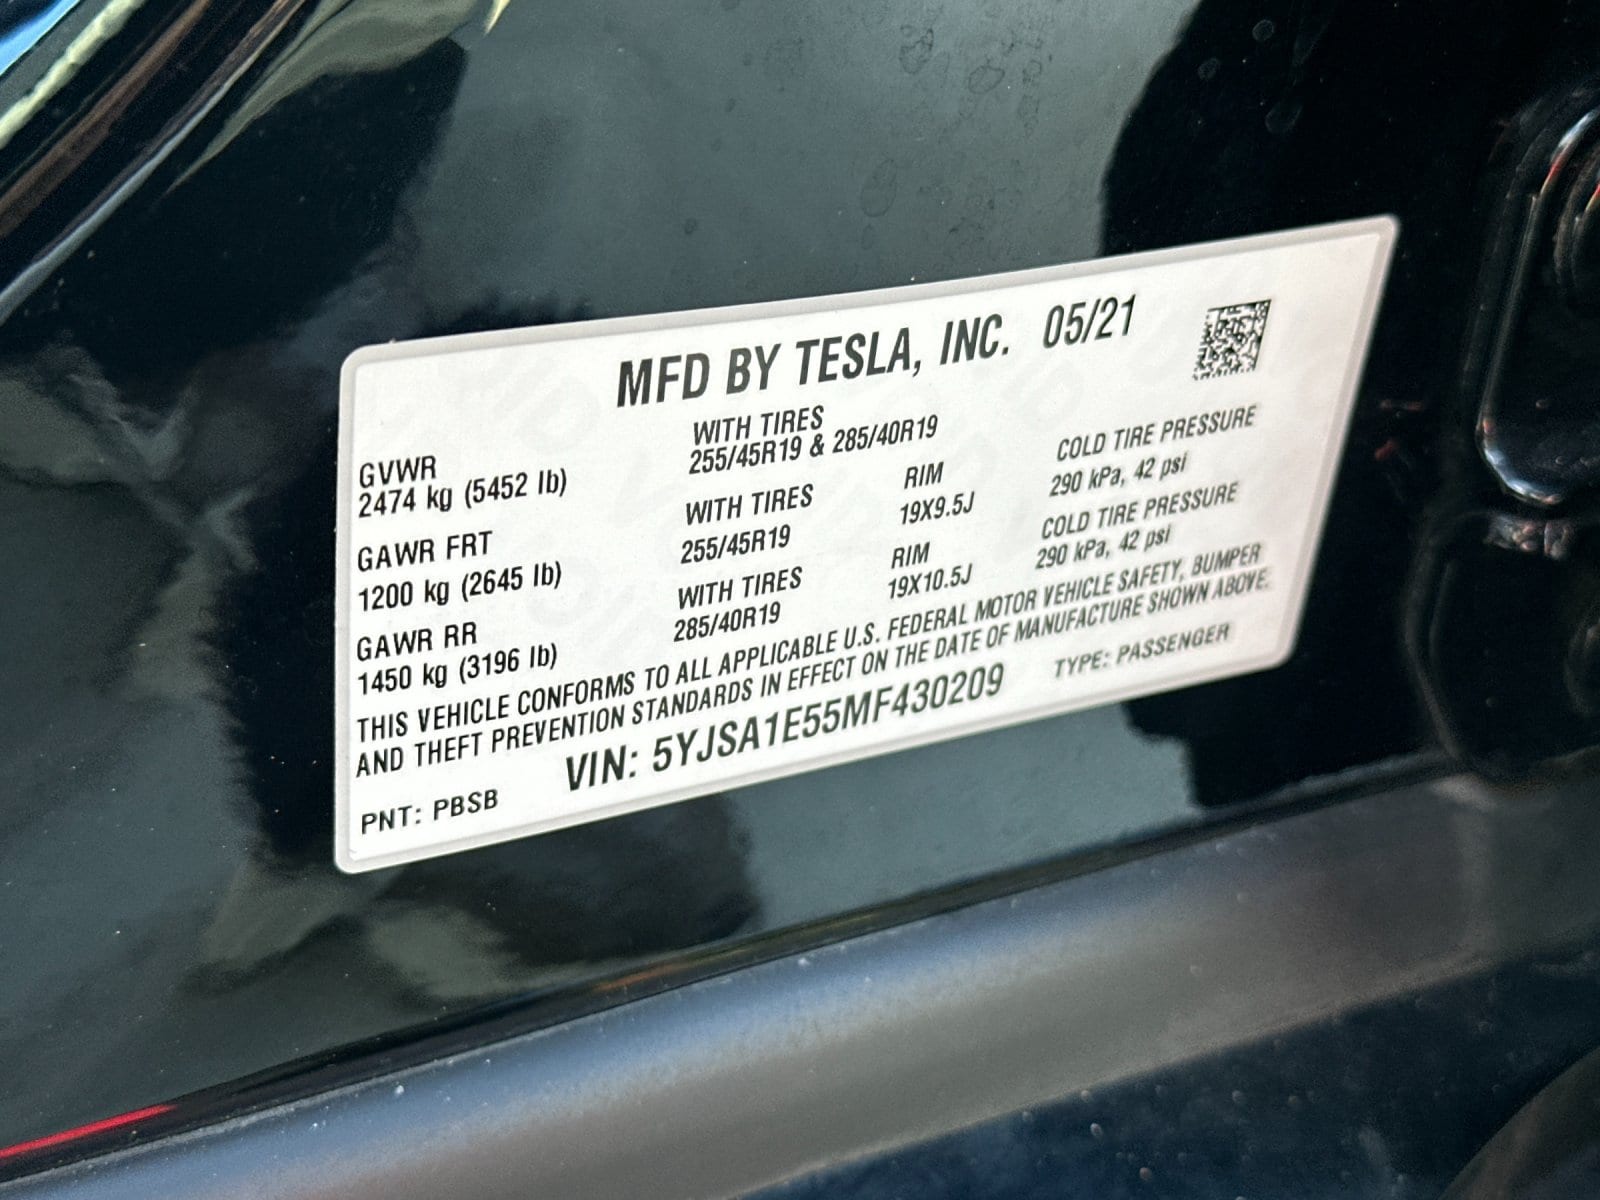 MFD BY TESLA, INC. 05/21
GVWR
2474 kg (5452 lb)
WITH TIRES
255/45R19 & 285/40R19
GAWR FRT
1200 kg (2645 lb)
WITH TIRES
255/45R19
RIM
19X9.5J
COLD TIRE PRESSURE
290 kPa, 42 psi
GAWR RR
1450 kg (3196 lb)
WITH TIRES
285/40R19
RIM
19X10.5J
COLD TIRE PRESSURE
290 kPa, 42 psi
THIS VEHICLE CONFORMS TO ALL APPLICABLE U.S. FEDERAL MOTOR VEHICLE SAFETY, BUMPER
AND THEFT PREVENTION STANDARDS IN EFFECT ON THE DATE OF MANUFACTURE SHOWN ABOVE.
PNT: PBSB
VIN: 5YJSA1E55MF430209
TYPE: PASSENGER